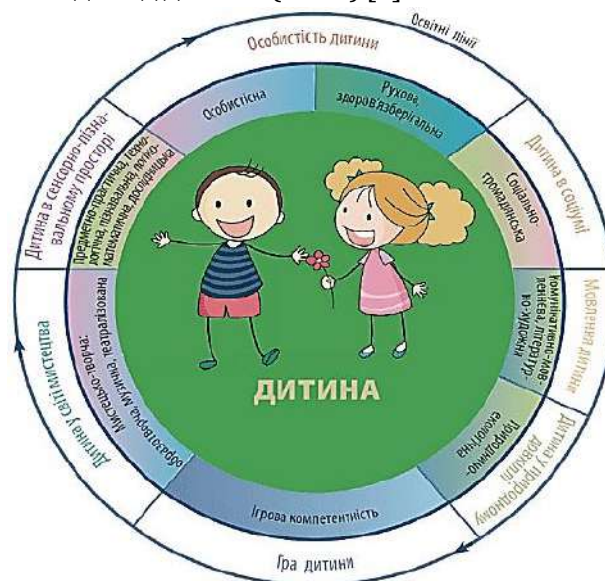 Особистість дитини
Освітні лінії
Дитина в соціумі
Мовлення дитини
Дитина у природному
довкіллі
Гра дитини
Дитина у світі мистецтва
Дитина в сенсорно-пізна-
вальному просторі
Особистісна
Рухова,
здоров'язберігальна
Соціально-
громадянська
Комунікативно-мов-
леннєва, літератур-
но-художня
Природничо-
екологічна
Ігрова компетентність
Мистецько-творча:
образотворча, музична, театралізована
Предметно-практична, техно-
логічна, пізнавальна, логіко-
математична, дослідницька
ДИТИНА